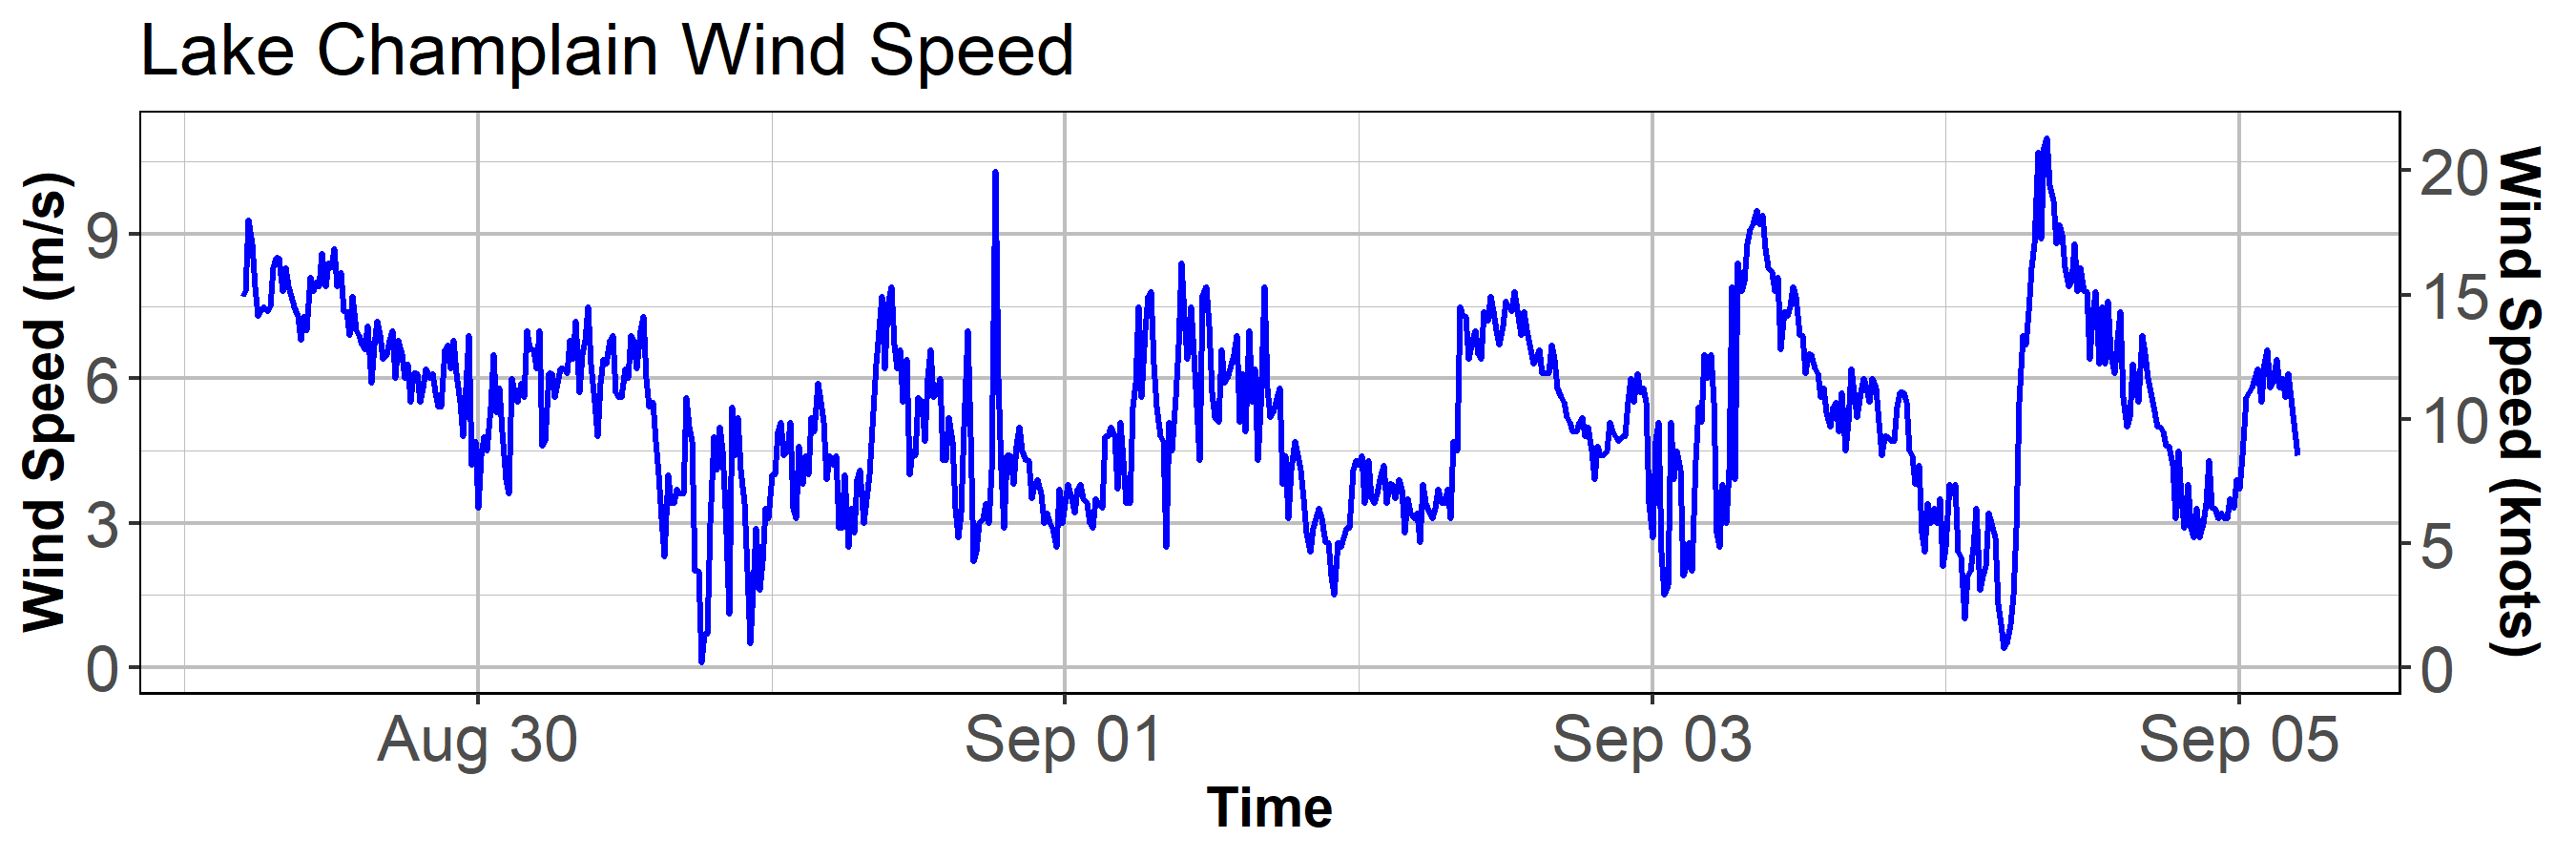 Lake Champlain Wind Speed
Wind Speed (m/s)
9
6
3
0
20
15
10
5
0
Wind Speed (knots)
Aug 30
Sep 01
Sep 03
Sep 05
Time